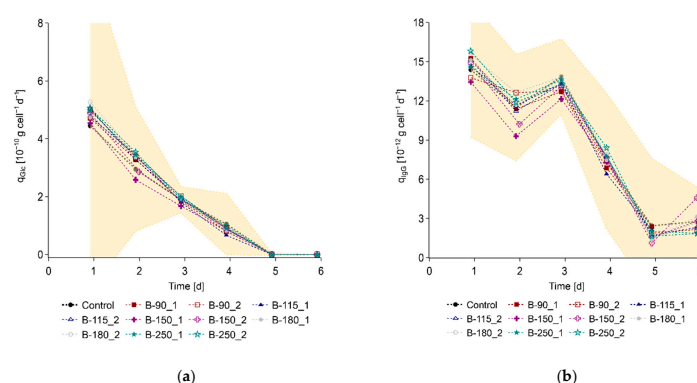 q_Glc [10⁻¹⁰ g cell⁻¹ d⁻¹]
8
6
4
2
0
0 1 2 3 4 5 6
Time [d]
Control B-90_1 B-90_2 B-115_1
B-115_2 B-150_1 B-150_2 B-180_1
B-180_2 B-250_1 B-250_2
(a)
q_IgG [10⁻¹² g cell⁻¹ d⁻¹]
18
15
12
9
6
3
0
0 1 2 3 4 5
Time [d]
Control B-90_1 B-90_2 B-115_1
B-115_2 B-150_1 B-150_2 B-180_1
B-180_2 B-250_1 B-250_2
(b)